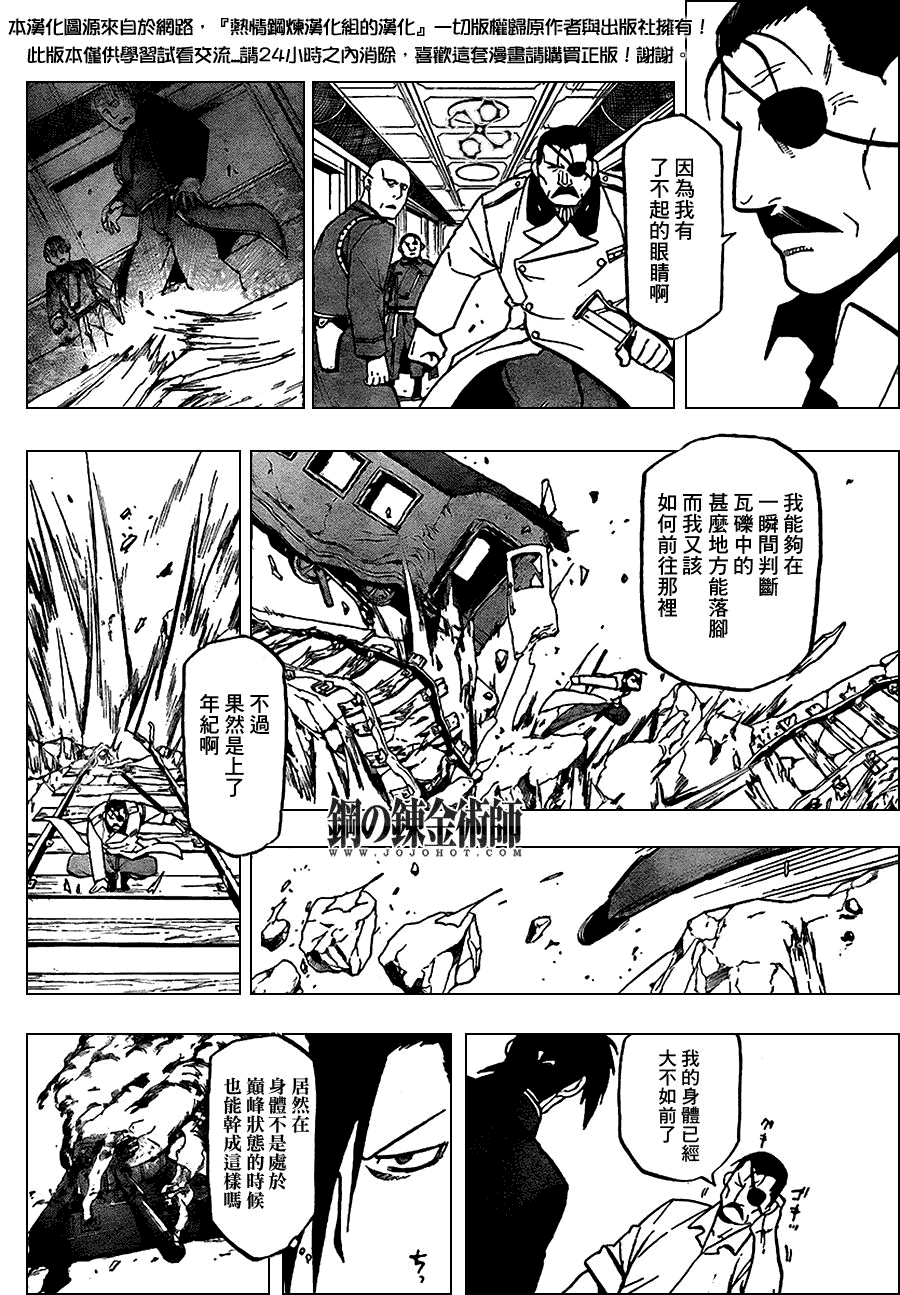 本漢化圖源來自於網路，『熱情鋼煉漢化組的漢化』一切版權歸原作者與出版社擁有！
此版本僅供學習試看交流_請24小時之內消除，喜歡這套漫畫請購買正版！謝謝。
因為我有
了不起的眼睛啊
我能夠在
一瞬間判斷
瓦礫中的
甚麼地方能落腳
而我又該
如何前往那裡
不過
果然是上了
年紀啊
鋼の錬金術師
WWW.JOJOHOT.COM
我的身體已經
大不如前了
ゴキ
ゴキ
居然在
身體不是處於
巔峰狀態的時候
也能幹成這樣嗎
ちっ